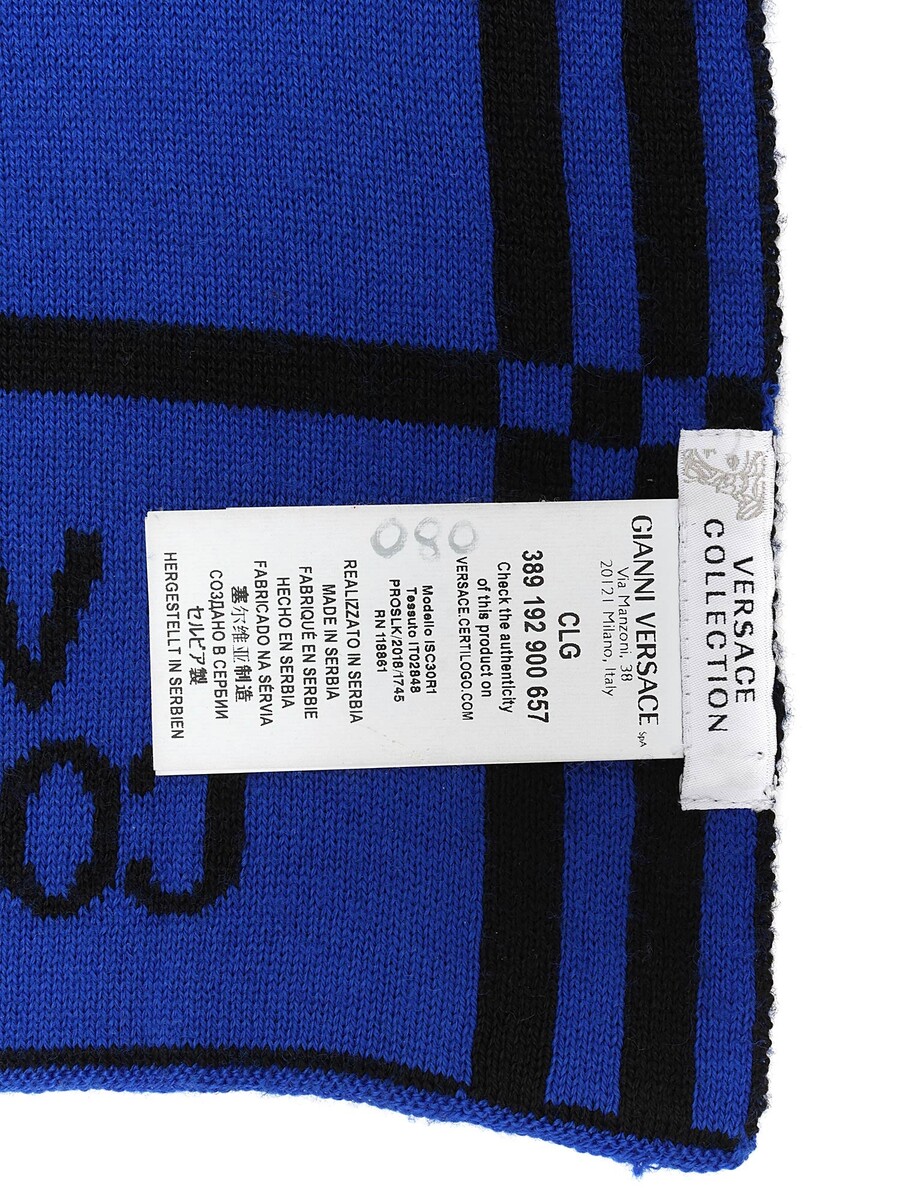 VERSACE
COLLECTION
GIANNI VERSACE SpA
Via Manzoni, 38
20121 Milano, Italy
CLG
389 192 900 657
Check the authenticity
of this product on
VERSACE.CERTILOGO.COM
080
Modello ISC30R1
Tessuto IT02848
PROSLK/2018/1745
RN 118861
REALIZZATO IN SERBIA
MADE IN SERBIA
FABRIQUÉ EN SERBIE
HECHO EN SERBIA
FABRICADO NA SÉRVIA
塞尔维亚制造
СОЗДАНО В СЕРБИИ
セルビア製
HERGESTELLT IN SERBIEN
V
CO